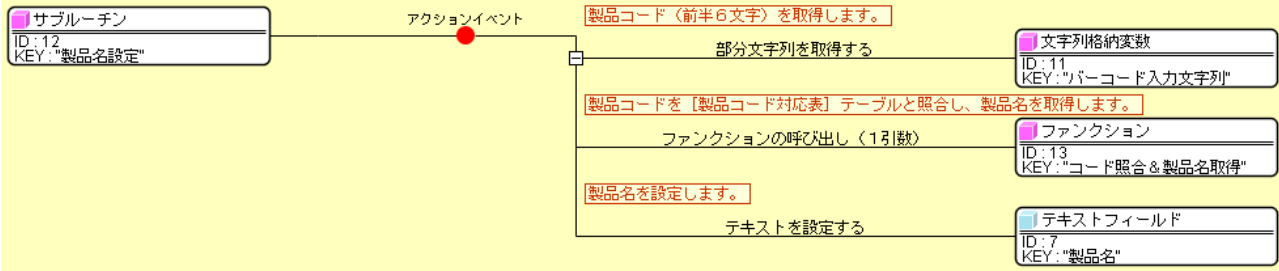 サブルーチン
ID:12
KEY:"製品名設定"
アクションイベント
製品コード（前半６文字）を取得します。
部分文字列を取得する
文字列格納変数
ID:11
KEY:"バーコード入力文字列"
製品コードを［製品コード対応表］テーブルと照合し、製品名を取得します。
ファンクションの呼び出し（１引数）
ファンクション
ID:13
KEY:"コード照合＆製品名取得"
製品名を設定します。
テキストを設定する
テキストフィールド
ID:7
KEY:"製品名"